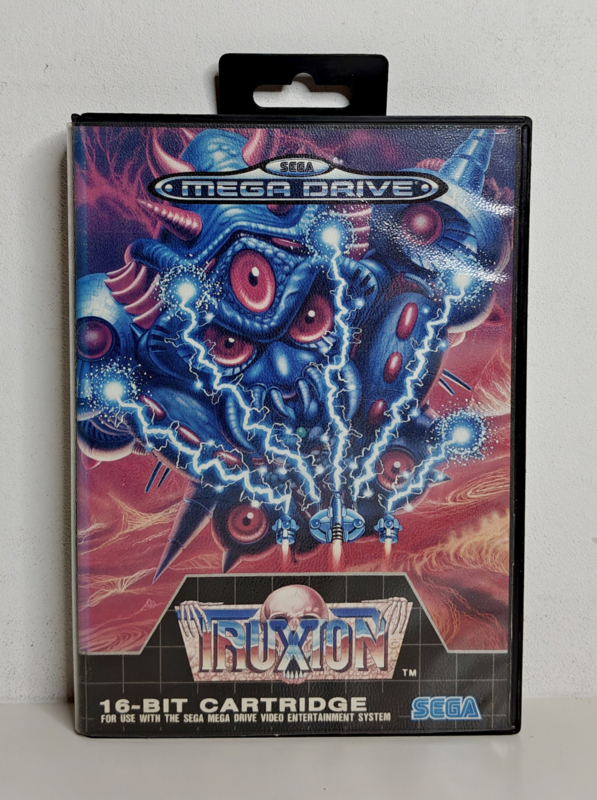 SEGA
MEGA DRIVE
TRUXTON
TM
16-BIT CARTRIDGE
FOR USE WITH THE SEGA MEGA DRIVE VIDEO ENTERTAINMENT SYSTEM
SEGA